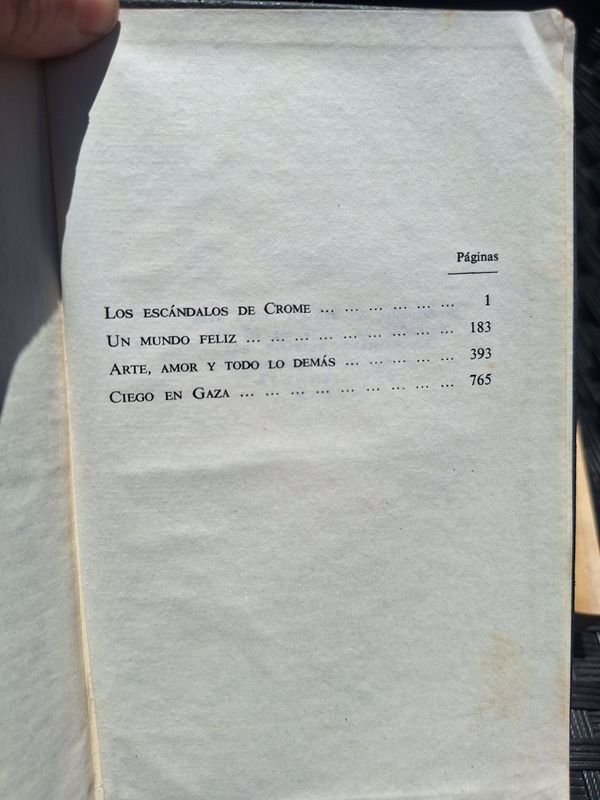 Páginas
Los escándalos de Crome ... ... ... ... ... ... 1
Un mundo feliz ... ... ... ... ... ... ... ... ... 183
Arte, amor y todo lo demás ... ... ... ... ... 393
Ciego en Gaza ... ... ... ... ... ... ... ... ... 765